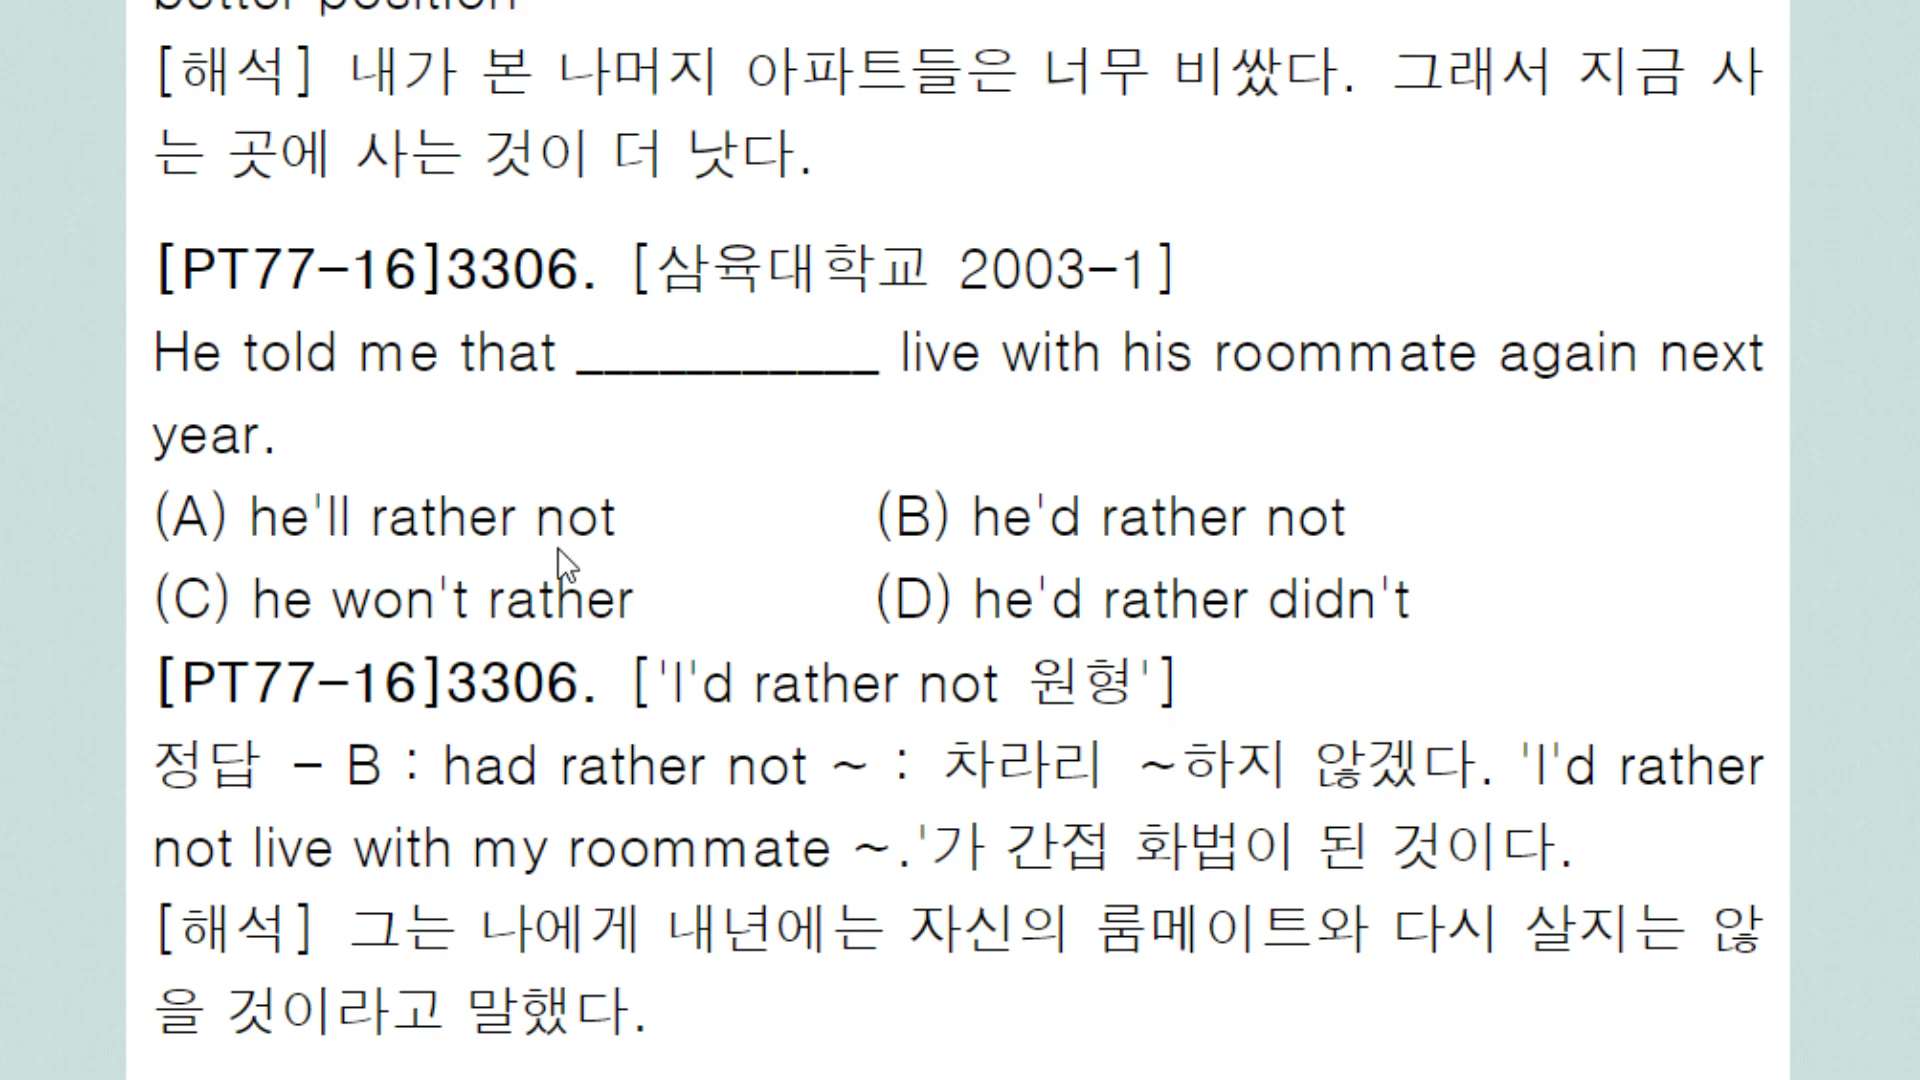 better position
[해석] 내가 본 나머지 아파트들은 너무 비쌌다. 그래서 지금 사
는 곳에 사는 것이 더 낫다.
[PT77-16]3306. [삼육대학교 2003-1]
He told me that ___________ live with his roommate again next
year.
(A) he'll rather not (B) he'd rather not
(C) he won't rather (D) he'd rather didn't
[PT77-16]3306. ['I'd rather not 원형']
정답 - B : had rather not ~ : 차라리 ~하지 않겠다. 'I'd rather
not live with my roommate ~.'가 간접 화법이 된 것이다.
[해석] 그는 나에게 내년에는 자신의 룸메이트와 다시 살지는 않
을 것이라고 말했다.